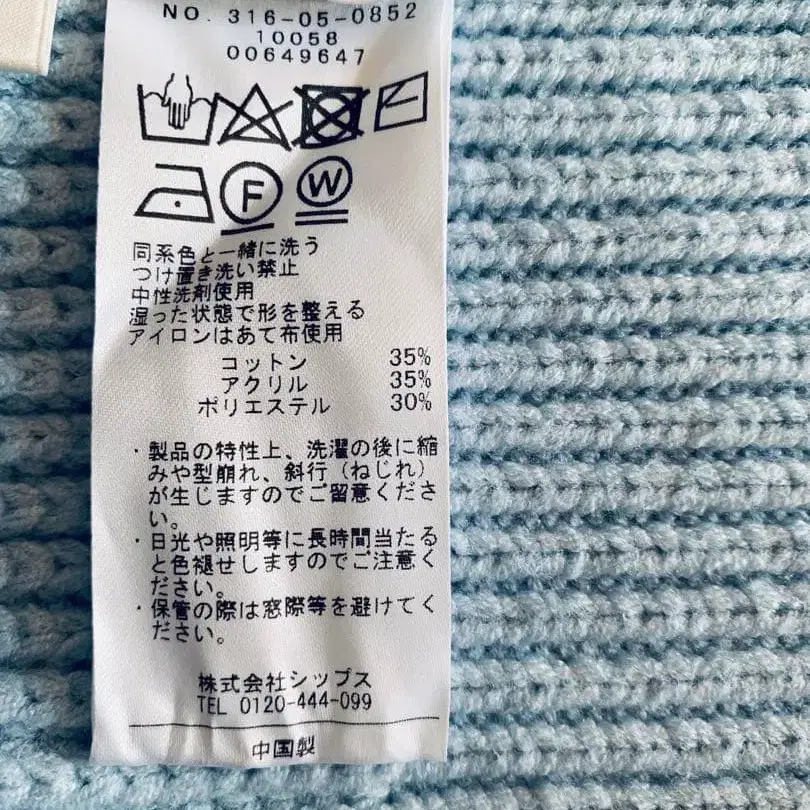 NO. 316-05-0852
10058
00649647
F
W
同系色と一緒に洗う
つけ置き洗い禁止
中性洗剤使用
湿った状態で形を整える
アイロンはあて布使用
コットン 35%
アクリル 35%
ポリエステル 30%
・製品の特性上、洗濯の後に縮
みや型崩れ、斜行(ねじれ)
が生じますのでご留意くださ
い。
・日光や照明等に長時間当たる
と色褪せしますのでご注意く
ださい。
・保管の際は窓際等を避けてく
ださい。
株式会社シップス
TEL 0120-444-099
中国製